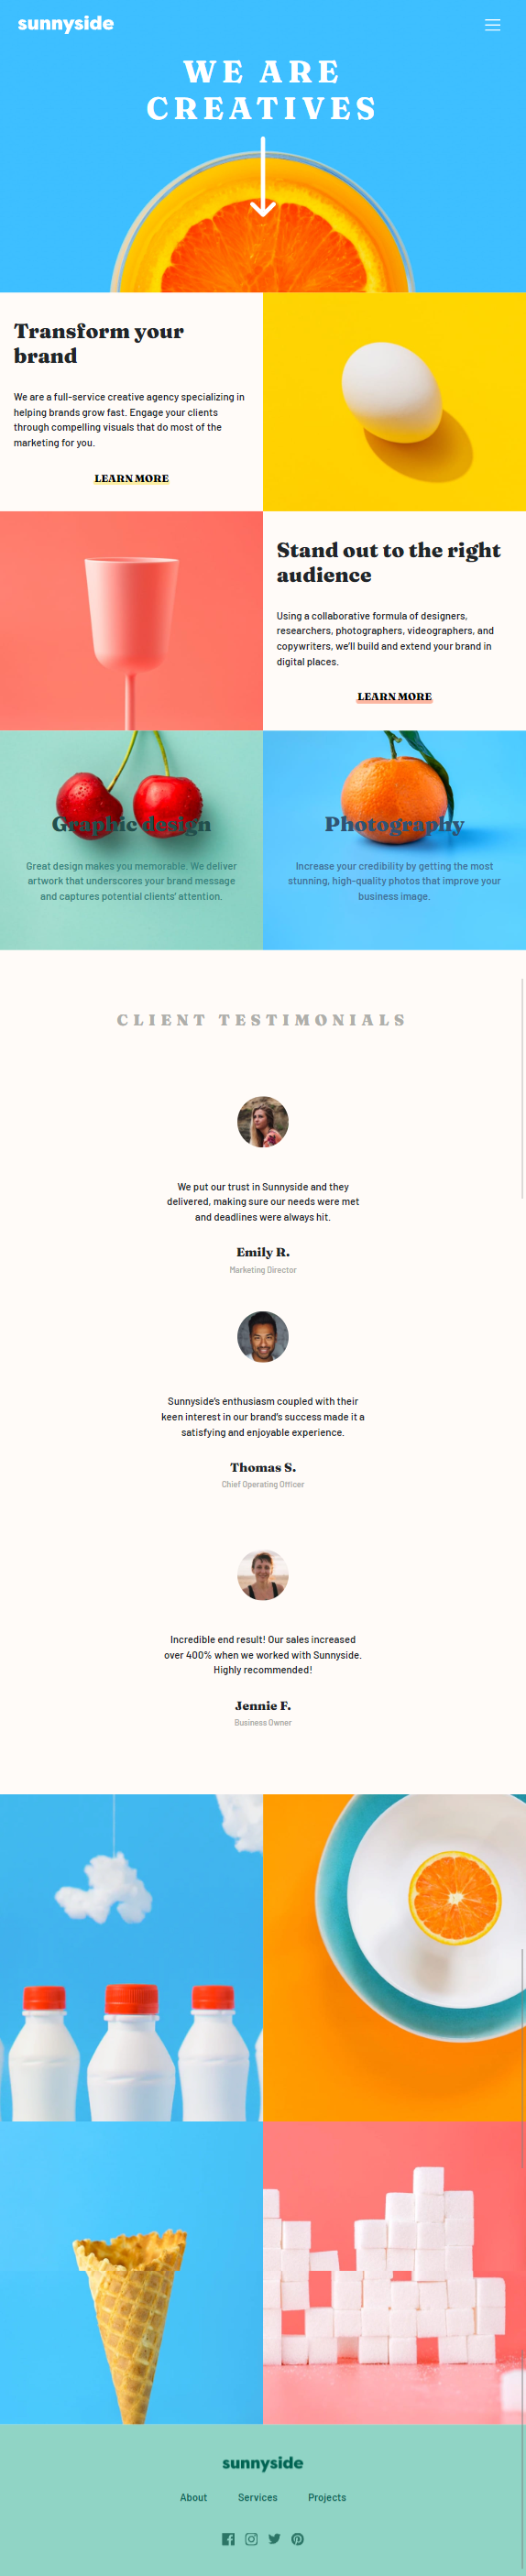 sunnyside
WE ARE
CREATIVES
Transform your
brand
We are a full-service creative agency specializing in
helping brands grow fast. Engage your clients
through compelling visuals that do most of the
marketing for you.
LEARN MORE
Stand out to the right
audience
Using a collaborative formula of designers,
researchers, photographers, videographers, and
copywriters, we'll build and extend your brand in
digital places.
LEARN MORE
Graphic design
Great design makes you memorable. We deliver
artwork that underscores your brand message
and captures potential clients' attention.
Photography
Increase your credibility by getting the most
stunning, high-quality photos that improve your
business image.
CLIENT TESTIMONIALS
We put our trust in Sunnyside and they
delivered, making sure our needs were met
and deadlines were always hit.
Emily R.
Marketing Director
Sunnyside's enthusiasm coupled with their
keen interest in our brand's success made it a
satisfying and enjoyable experience.
Thomas S.
Chief Operating Officer
Incredible end result! Our sales increased
over 400% when we worked with Sunnyside.
Highly recommended!
Jennie F.
Business Owner
sunnyside
About Services Projects